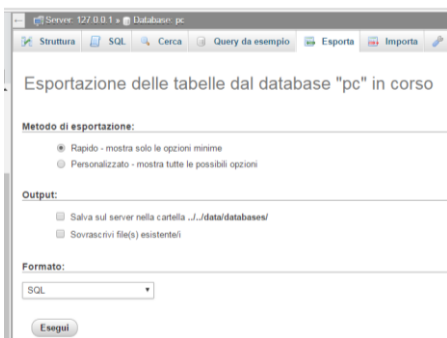 Server: 127.0.0.1 » Database: pc
Struttura SQL Cerca Query da esempio Esporta Importa
Esportazione delle tabelle dal database "pc" in corso
Metodo di esportazione:
Rapido - mostra solo le opzioni minime
Personalizzato - mostra tutte le possibili opzioni
Output:
Salva sul server nella cartella ../../data/databases/
Sovrascrivi file(s) esistente/i
Formato:
SQL
Esegui